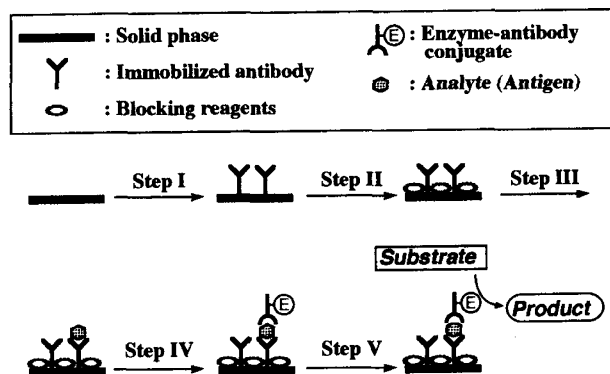 : Solid phase
: Immobilized antibody
: Blocking reagents
E : Enzyme-antibody
conjugate
: Analyte (Antigen)
Step I
Step II
Step III
Substrate
Product
E
E
Step IV
Step V